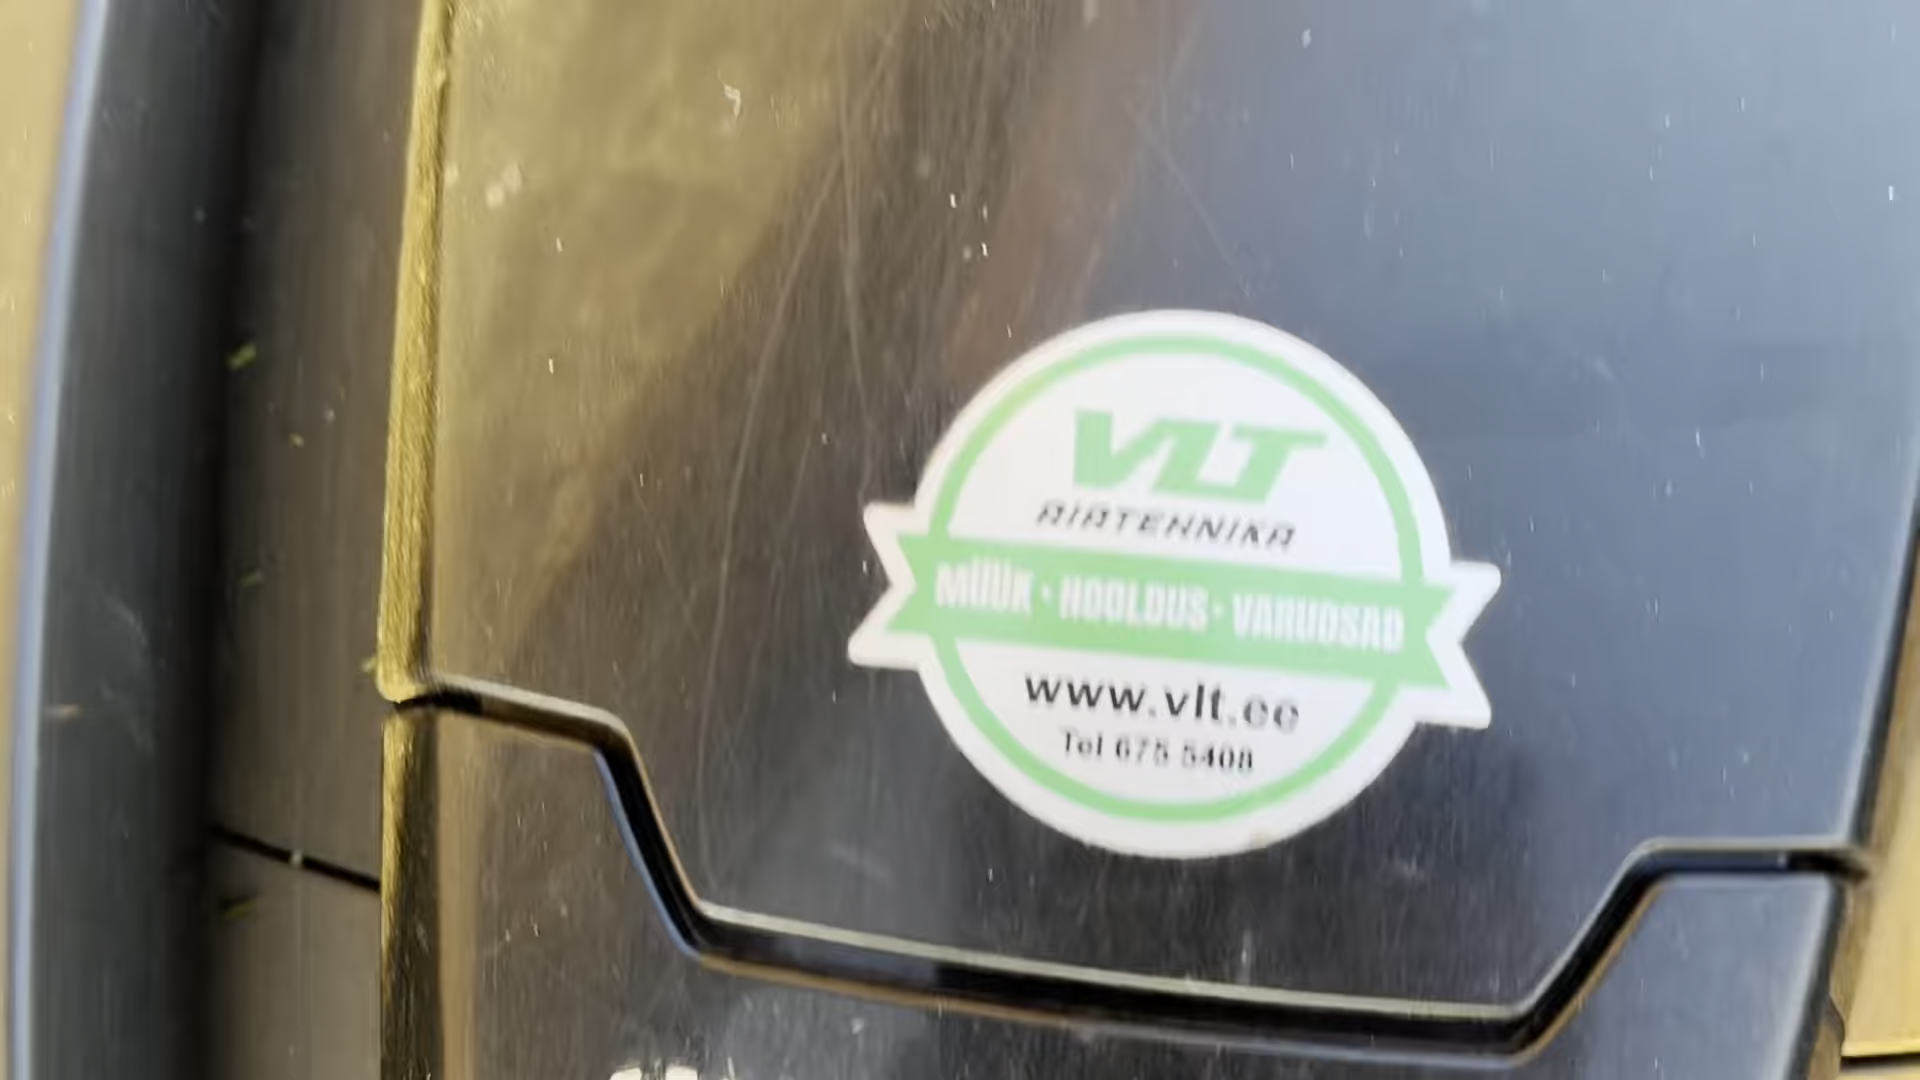 VLT
AIATEHNIKA
MÜÜK · HOOLDUS · VARUOSAD
www.vlt.ee
Tel 675 5408